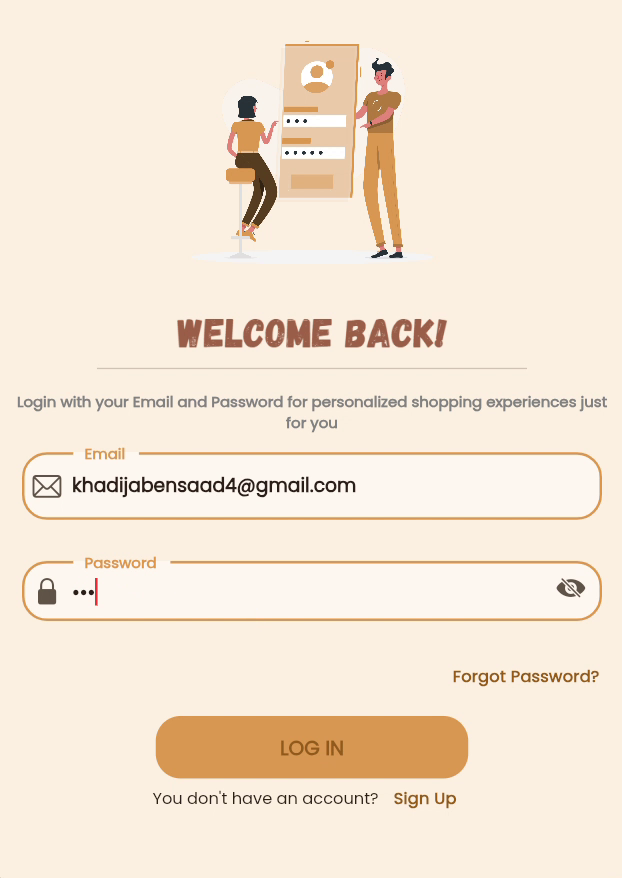 WELCOME BACK!
Login with your Email and Password for personalized shopping experiences just
for you
Email
khadijabensaad4@gmail.com
Password
•••
Forgot Password?
LOG IN
You don't have an account? Sign Up